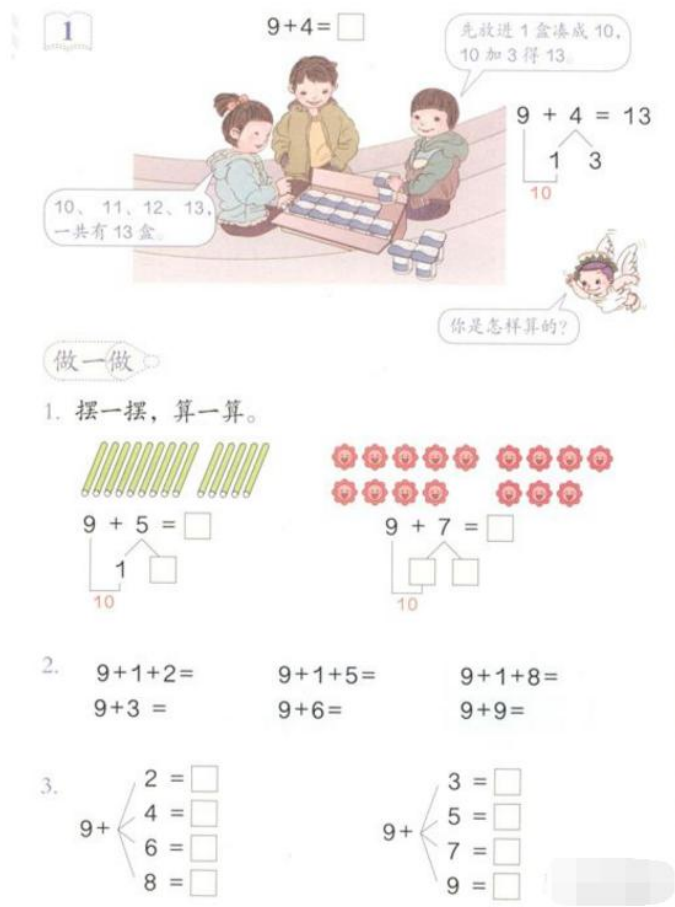 1
9+4=□
先放进1盒凑成10,
10加3得13。
9 + 4 = 13
1 3
10
10、11、12、13,
一共有13盒。
你是怎样算的?
做一做
1. 摆一摆,算一算。
9 + 5 = □
1 □
10
9 + 7 = □
□ □
10
2. 9+1+2= 9+1+5= 9+1+8=
9+3 = 9+6= 9+9=
3.
9+
2 = □
4 = □
6 = □
8 = □
9+
3 = □
5 = □
7 = □
9 = □